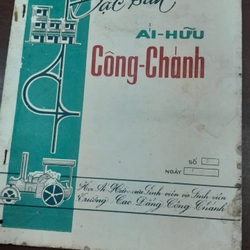 Đặc San
ÁI-HỮU
Công-Chánh
SỐ
NGÀY
Hội Ái Hữu cựu Sinh viên và Sinh viên
Trường Cao Đẳng Công Chánh